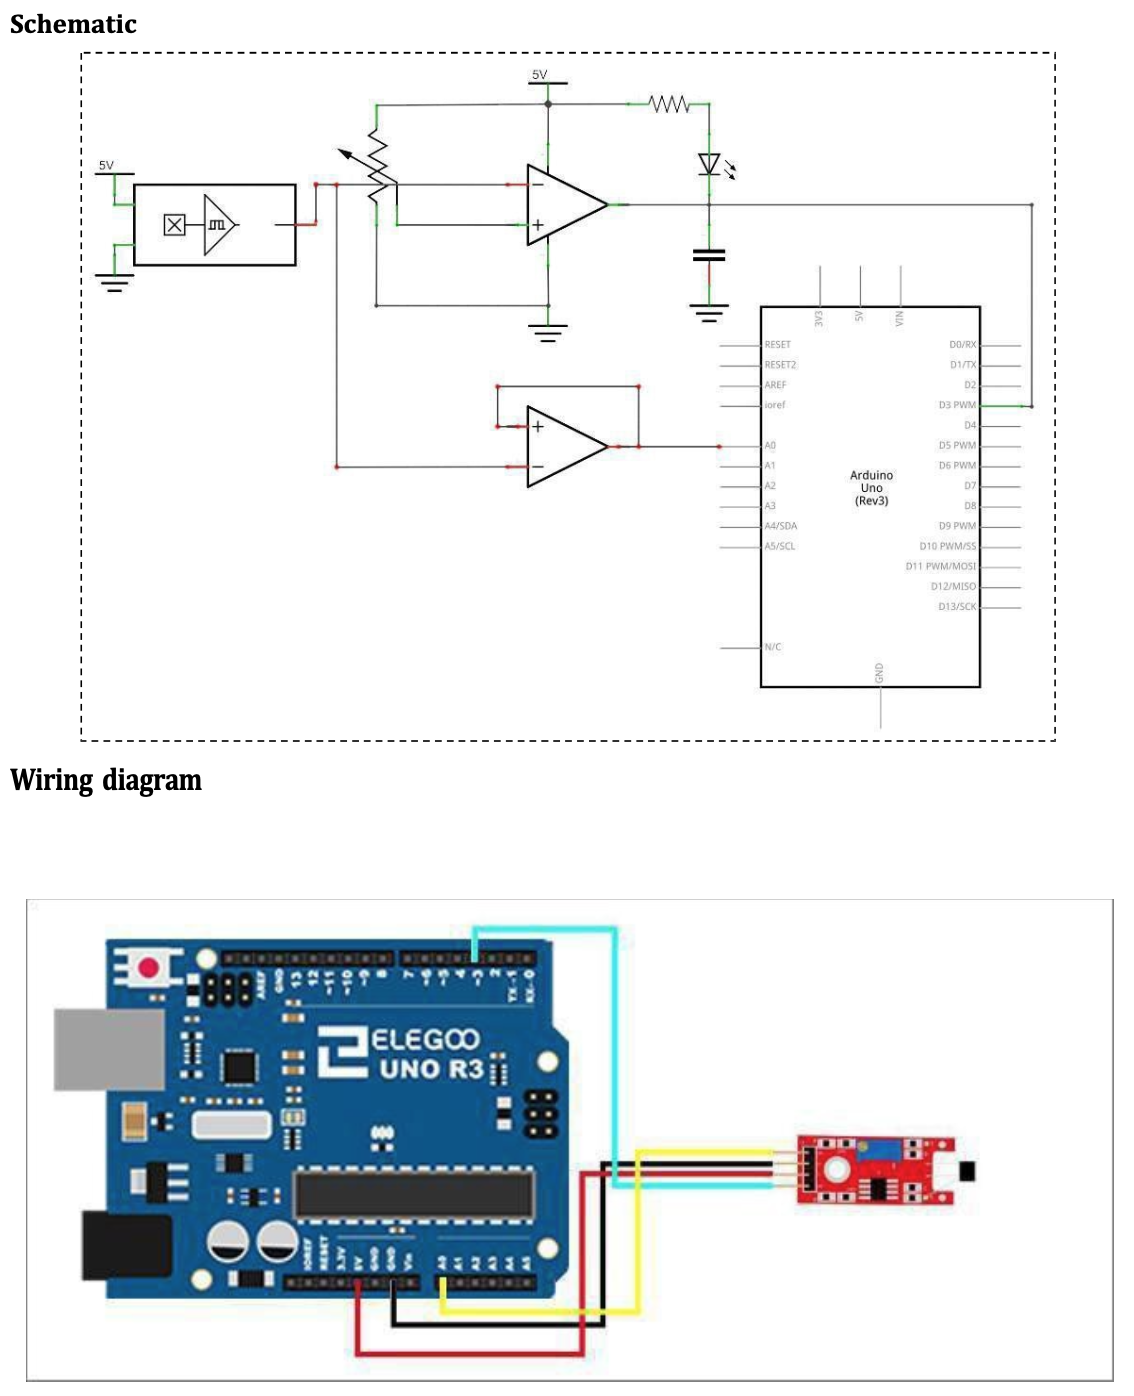 Schematic
5V
5V
3V3
5V
VIN
RESET
RESET2
AREF
ioref
A0
A1
A2
A3
A4/SDA
A5/SCL
N/C
Arduino
Uno
(Rev3)
D0/RX
D1/TX
D2
D3 PWM
D4
D5 PWM
D6 PWM
D7
D8
D9 PWM
D10 PWM/SS
D11 PWM/MOSI
D12/MISO
D13/SCK
GND
Wiring diagram
AREF
GND
13
12
~11
~10
~9
8
7
~6
~5
4
~3
2
TX→1
RX←0
ELEGOO
UNO R3
IOREF
RESET
3.3V
5V
GND
GND
Vin
A0
A1
A2
A3
A4
A5